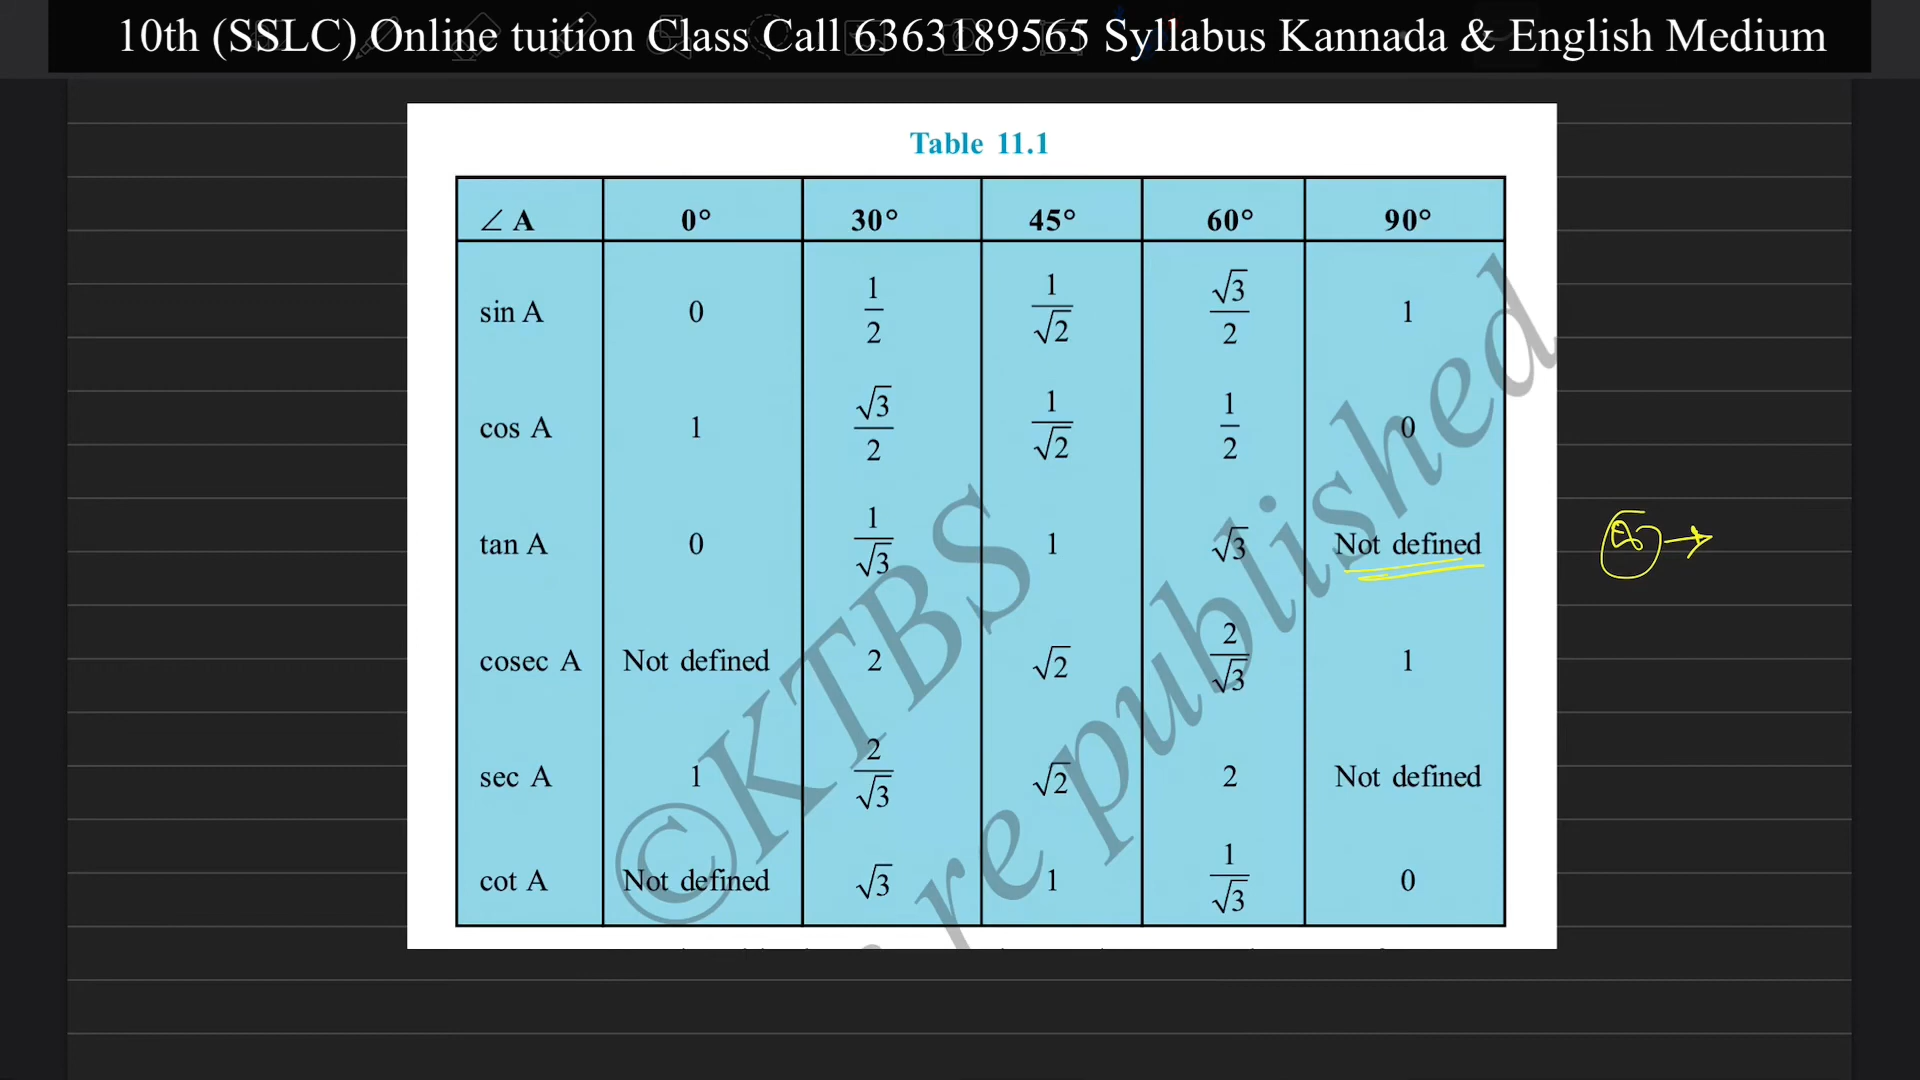 10th (SSLC) Online tuition Class Call 6363189565 Syllabus Kannada & English Medium
Table 11.1
∠ A 0° 30° 45° 60° 90°
sin A 0 1/2 1/√2 √3/2 1
cos A 1 √3/2 1/√2 1/2 0
tan A 0 1/√3 1 √3 Not defined
cosec A Not defined 2 √2 2/√3 1
sec A 1 2/√3 √2 2 Not defined
cot A Not defined √3 1 1/√3 0
©KTBS
re published